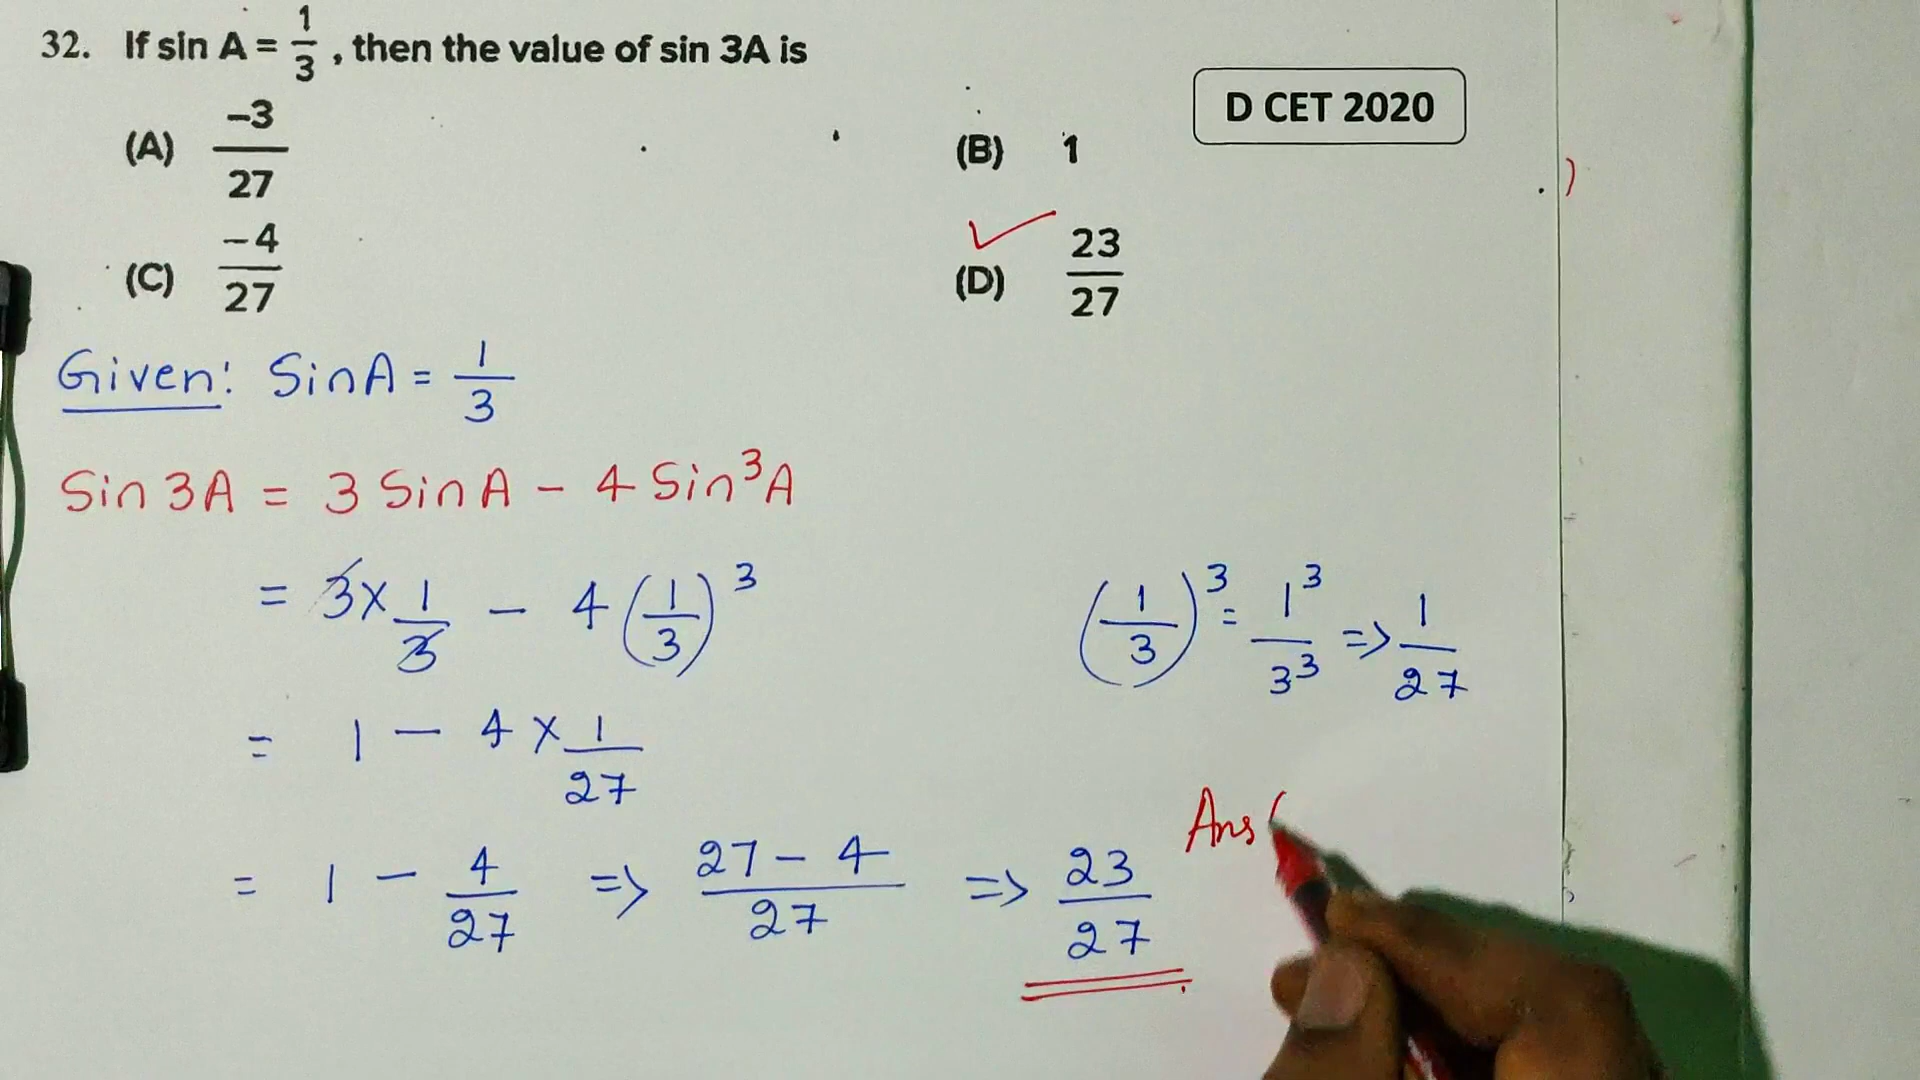 32. If sin A = 1/3, then the value of sin 3A is
D CET 2020
(A) -3/27
(B) 1
(C) -4/27
(D) 23/27
Given: Sin A = 1/3
Sin 3A = 3 Sin A - 4 Sin³A
= 3 × 1/3 - 4 (1/3)³
(1/3)³ = 1³/3³ => 1/27
= 1 - 4 × 1/27
= 1 - 4/27 => 27 - 4/27 => 23/27
Ans (